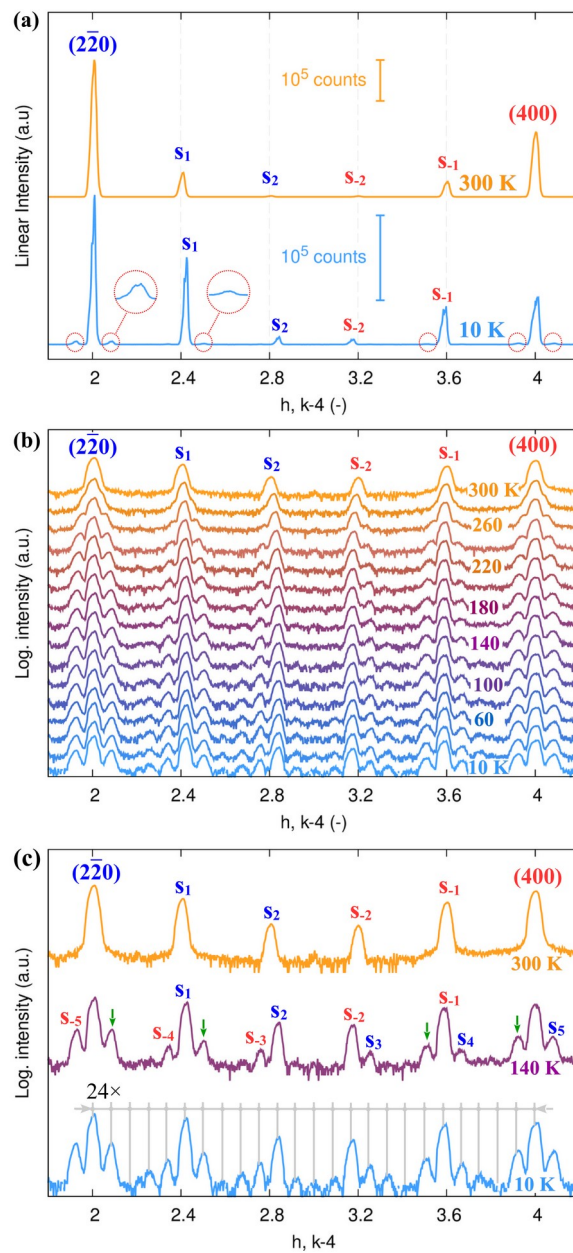 (a)
(22̅0)
10⁵ counts
(400)
s₁
s₂
s₋₂
s₋₁
300 K
Linear Intensity (a.u)
10⁵ counts
s₁
s₂
s₋₂
s₋₁
10 K
2 2.4 2.8 3.2 3.6 4
h, k-4 (-)
(b)
(22̅0) s₁ s₂ s₋₂ s₋₁ (400)
300 K
260
220
180
140
100
60
10 K
Log. intensity (a.u.)
2 2.4 2.8 3.2 3.6 4
h, k-4 (-)
(c)
(22̅0) s₁ s₂ s₋₂ s₋₁ (400)
300 K
s₋₅ s₁ s₋₄ s₋₃ s₂ s₋₂ s₃ s₋₁ s₄ s₅
140 K
24×
10 K
Log. intensity (a.u.)
2 2.4 2.8 3.2 3.6 4
h, k-4